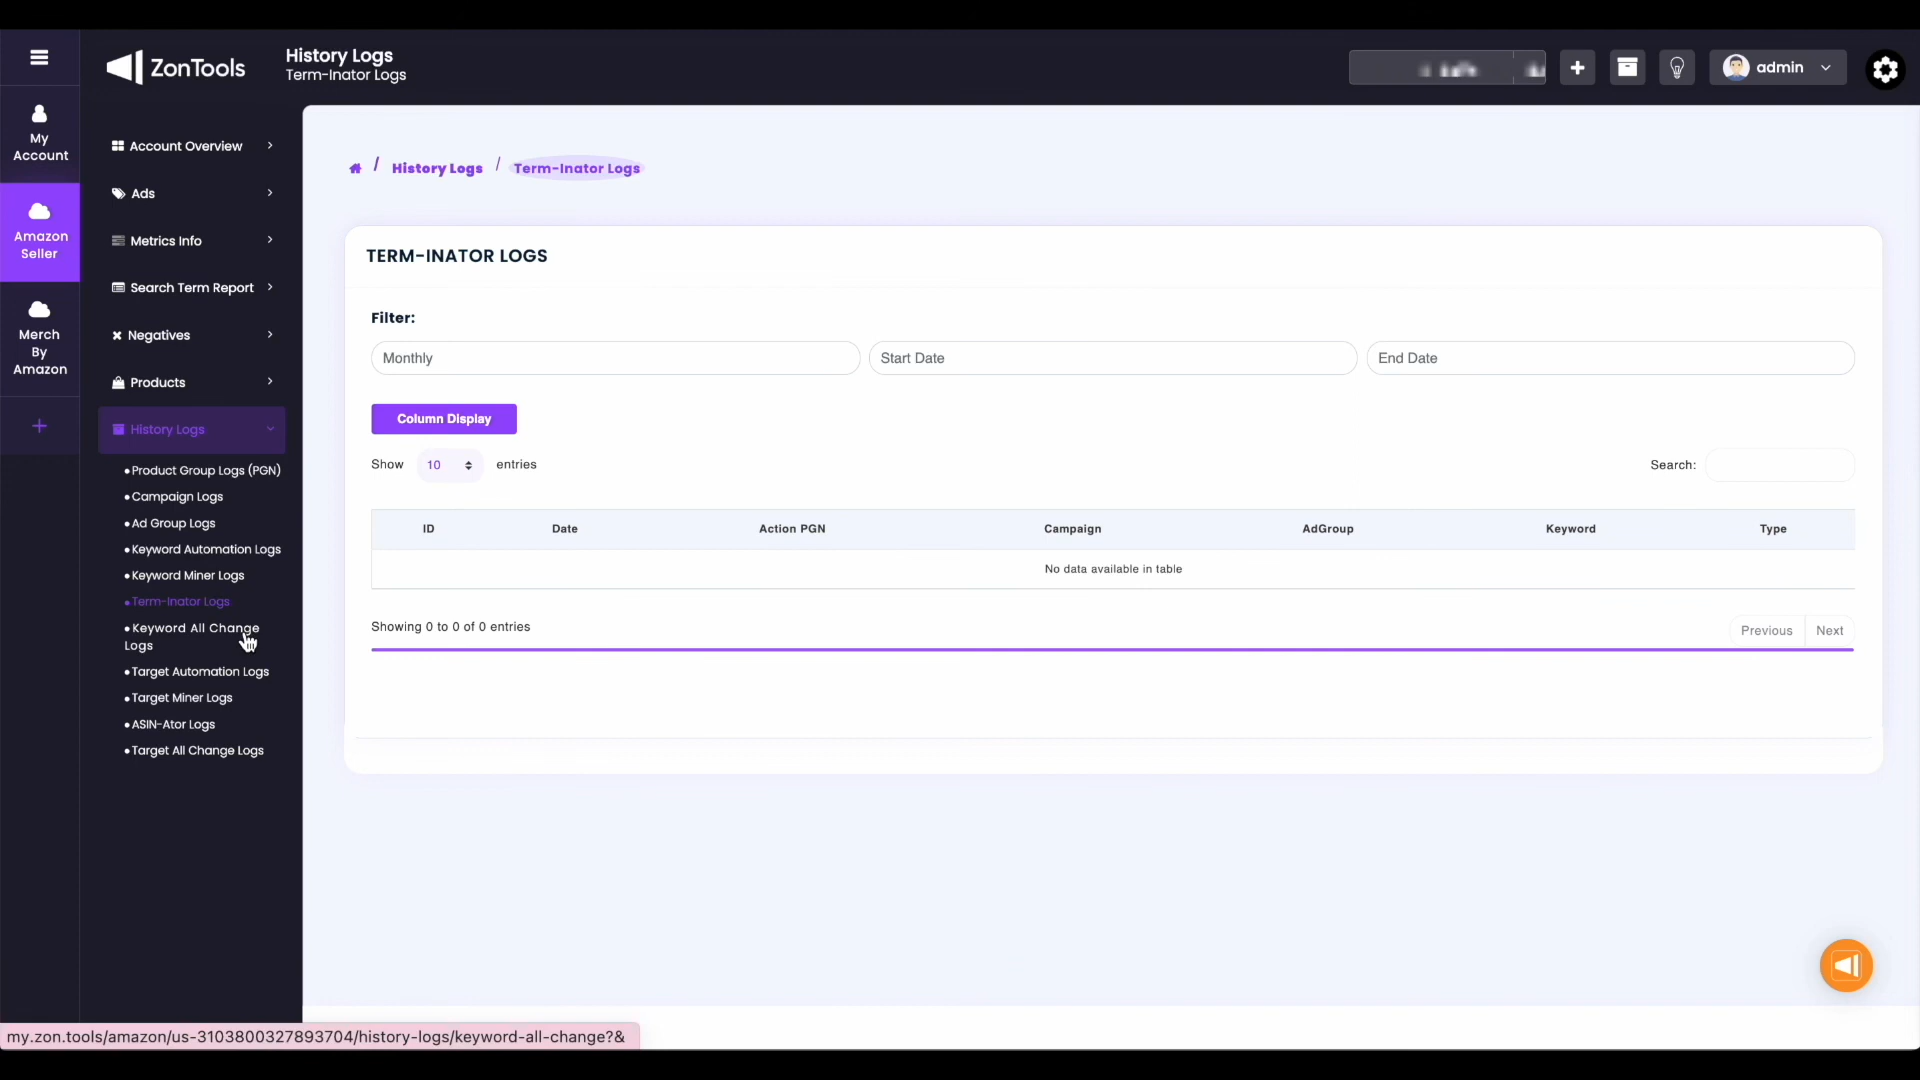 ZonTools
History Logs
Term-Inator Logs
admin
My
Account
Amazon
Seller
Merch
By
Amazon
Account Overview
Ads
Metrics Info
Search Term Report
Negatives
Products
History Logs
Product Group Logs (PGN)
Campaign Logs
Ad Group Logs
Keyword Automation Logs
Keyword Miner Logs
Term-Inator Logs
Keyword All Change
Logs
Target Automation Logs
Target Miner Logs
ASIN-Ator Logs
Target All Change Logs
/ History Logs / Term-Inator Logs
TERM-INATOR LOGS
Filter:
Monthly Start Date End Date
Column Display
Show 10 entries Search:
ID Date Action PGN Campaign AdGroup Keyword Type
No data available in table
Showing 0 to 0 of 0 entries Previous Next
my.zon.tools/amazon/us-3103800327893704/history-logs/keyword-all-change?&